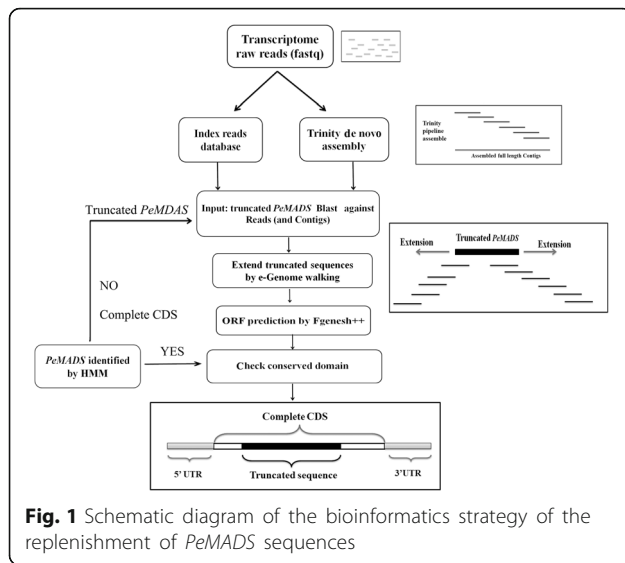 Transcriptome
raw reads (fastq)
Index reads
database
Trinity de novo
assembly
Trinity
pipeline
assemble
Assembled full length Contigs
Truncated PeMDAS
Input: truncated PeMADS Blast against
Reads (and Contigs)
Truncated PeMADS
Extension
Extension
Extend truncated sequences
by e-Genome walking
NO
Complete CDS
ORF prediction by Fgenesh++
PeMADS identified
by HMM
YES
Check conserved domain
Complete CDS
5' UTR
Truncated sequence
3'UTR
Fig. 1 Schematic diagram of the bioinformatics strategy of the
replenishment of PeMADS sequences